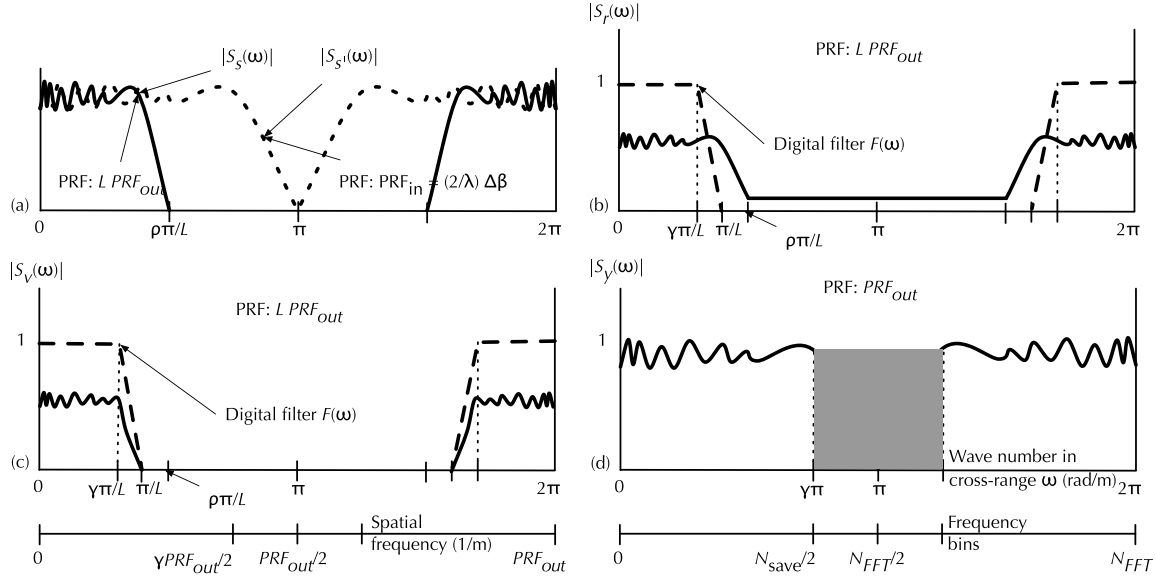 |S_s(ω)| |S_s'(ω)|
PRF: L PRF_out
PRF: PRF_in = (2/λ) Δβ
(a)
0 ρπ/L π 2π
|S_r(ω)|
PRF: L PRF_out
1
Digital filter F(ω)
(b)
0 γπ/L π/L π 2π
ρπ/L
|S_v(ω)|
PRF: L PRF_out
1
Digital filter F(ω)
(c)
0 γπ/L π/L π 2π
ρπ/L
Spatial
frequency (1/m)
0 γPRF_out/2 PRF_out/2 PRF_out
|S_y(ω)|
PRF: PRF_out
1
(d)
Wave number in
cross-range ω (rad/m)
0 γπ π 2π
Frequency
bins
0 N_save/2 N_FFT/2 N_FFT